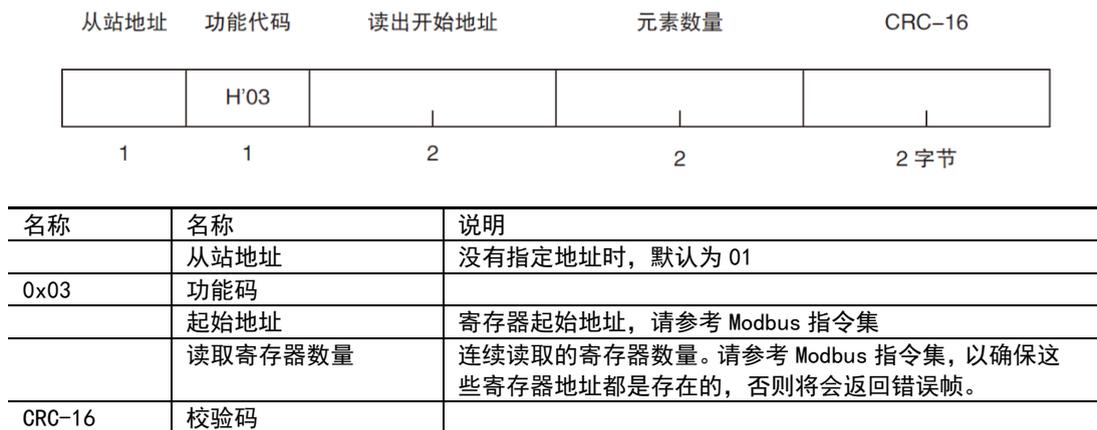 从站地址 功能代码 读出开始地址 元素数量 CRC-16
H'03
1 1 2 2 2 字节
名称 名称 说明
从站地址 没有指定地址时，默认为 01
0x03 功能码
起始地址 寄存器起始地址，请参考 Modbus 指令集
读取寄存器数量 连续读取的寄存器数量。请参考 Modbus 指令集，以确保这
些寄存器地址都是存在的，否则将会返回错误帧。
CRC-16 校验码